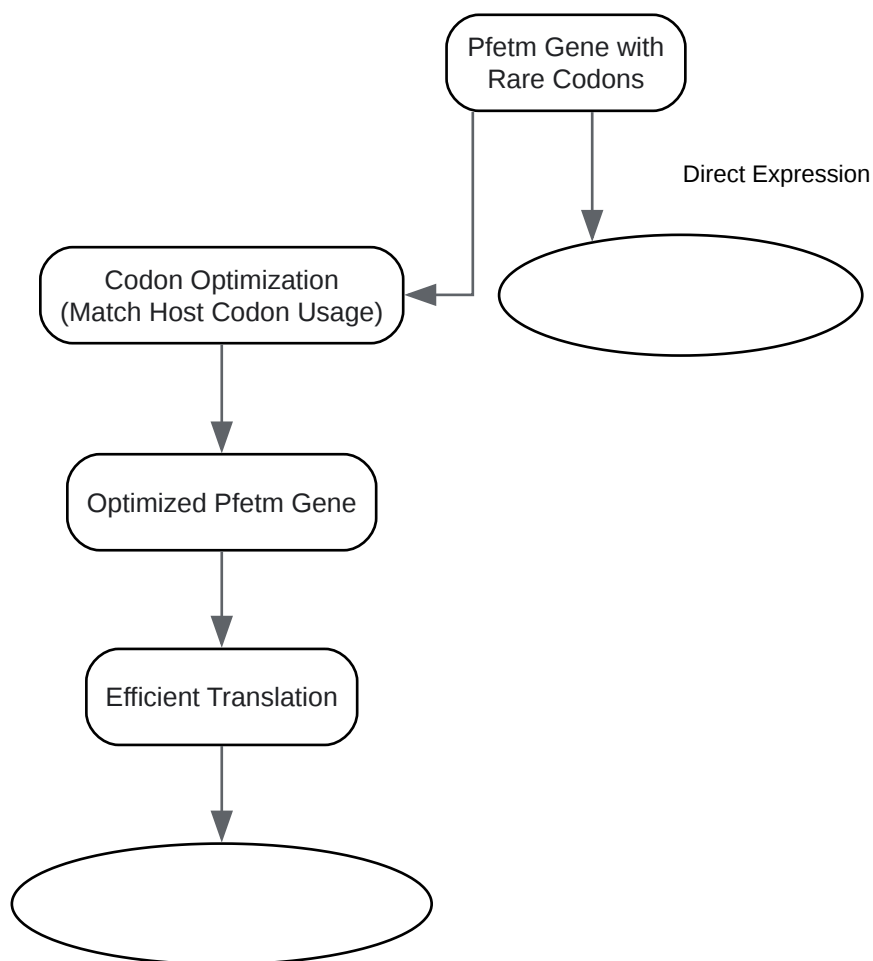 Pfetm Gene with
Rare Codons
Direct Expression
Codon Optimization
(Match Host Codon Usage)
Optimized Pfetm Gene
Efficient Translation